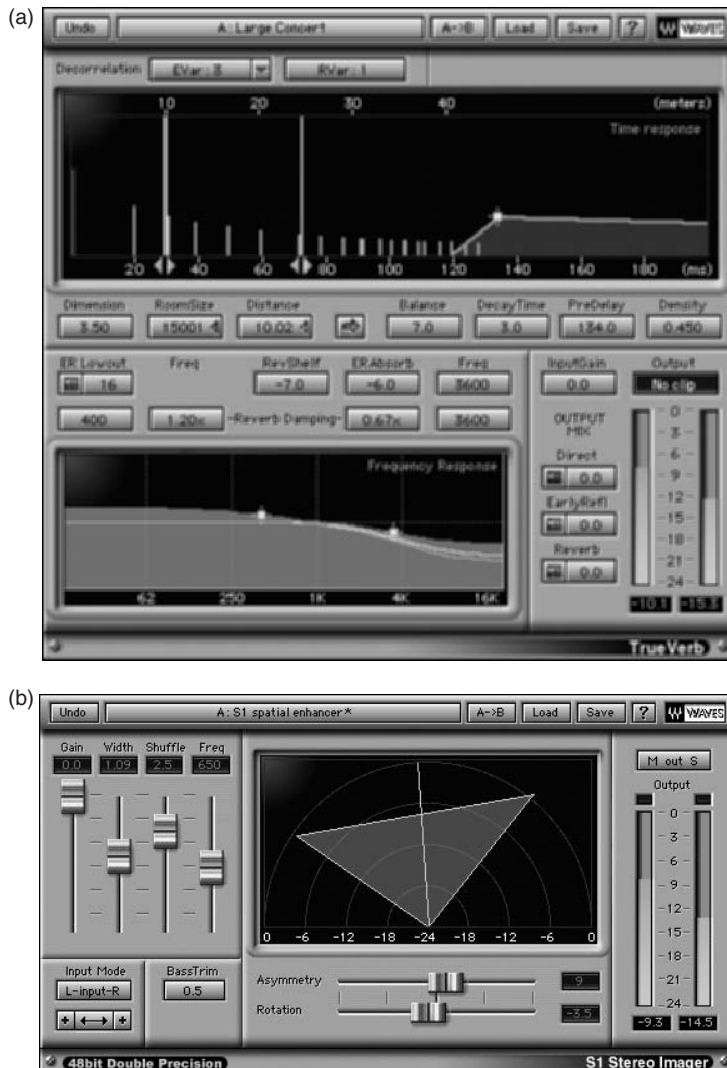 (a)
Undo A: Large Concert A->B Load Save ? WAVES
Decorrelation EVar: 3 RVar: 1
10 20 30 40 (meters)
Time response
20 40 60 80 100 120 140 160 180 (ms)
Dimension RoomSize Distance Balance DecayTime PreDelay Density
3.50 15001 10.02 7.0 3.0 134.0 0.450
ER Lowcut Freq RevShelf ERAbsorb Freq
16 -7.0 -6.0 3600
400 1.20x -Reverb Damping- 0.67x 3600
InputGain Output
0.0 No clip
OUTPUT
MIX
Direct
0.0
EarlyRefl
0.0
Reverb
0.0
0
-3-
-6-
-9-
-12-
-15-
-18-
-21-
-24-
-10.1 -15.3
Frequency Response
62 250 1K 4K 16K
TrueVerb
(b)
Undo A: S1 spatial enhancer* A->B Load Save ? WAVES
Gain Width Shuffle Freq
0.0 1.09 2.5 650
0 -6 -12 -18 -24 -18 -12 -6 0
M out S
Output
0
-3-
-6-
-9-
-12-
-15-
-18-
-21-
-24-
-9.3 -14.5
Input Mode BassTrim
L-input-R 0.5
+ ↔ +
Asymmetry 9
Rotation -3.5
48bit Double Precision S1 Stereo Imager